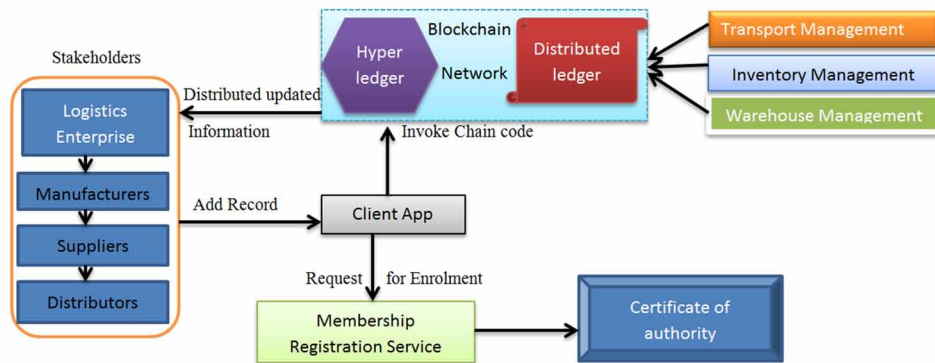 Stakeholders
Logistics
Enterprise
Manufacturers
Suppliers
Distributors
Distributed updated
Information
Add Record
Hyper
ledger
Blockchain
Network
Distributed
ledger
Transport Management
Inventory Management
Warehouse Management
Invoke Chain code
Client App
Request for Enrolment
Membership
Registration Service
Certificate of
authority